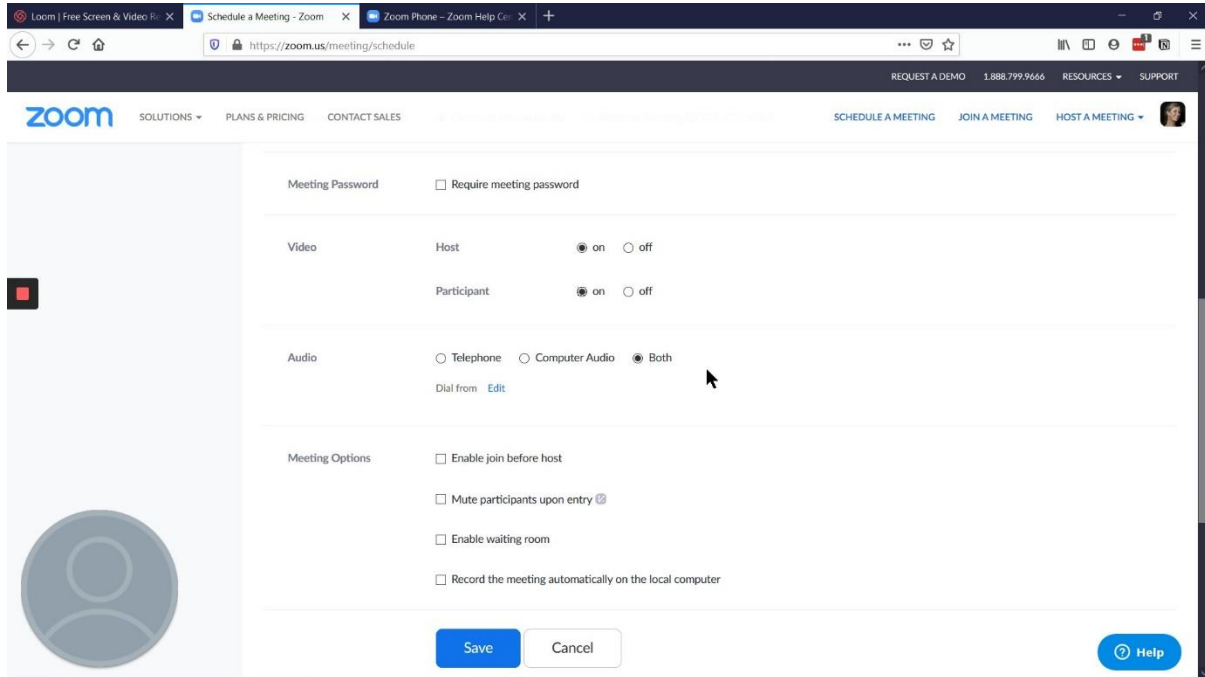 Loom | Free Screen & Video Re
Schedule a Meeting - Zoom
Zoom Phone – Zoom Help Cen
https://zoom.us/meeting/schedule
1
REQUEST A DEMO 1.888.799.9666 RESOURCES SUPPORT
zoom SOLUTIONS PLANS & PRICING CONTACT SALES SCHEDULE A MEETING JOIN A MEETING HOST A MEETING
Meeting Password Require meeting password
Video Host on off
Participant on off
Audio Telephone Computer Audio Both
Dial from Edit
Meeting Options Enable join before host
Mute participants upon entry
Enable waiting room
Record the meeting automatically on the local computer
Save Cancel
Help